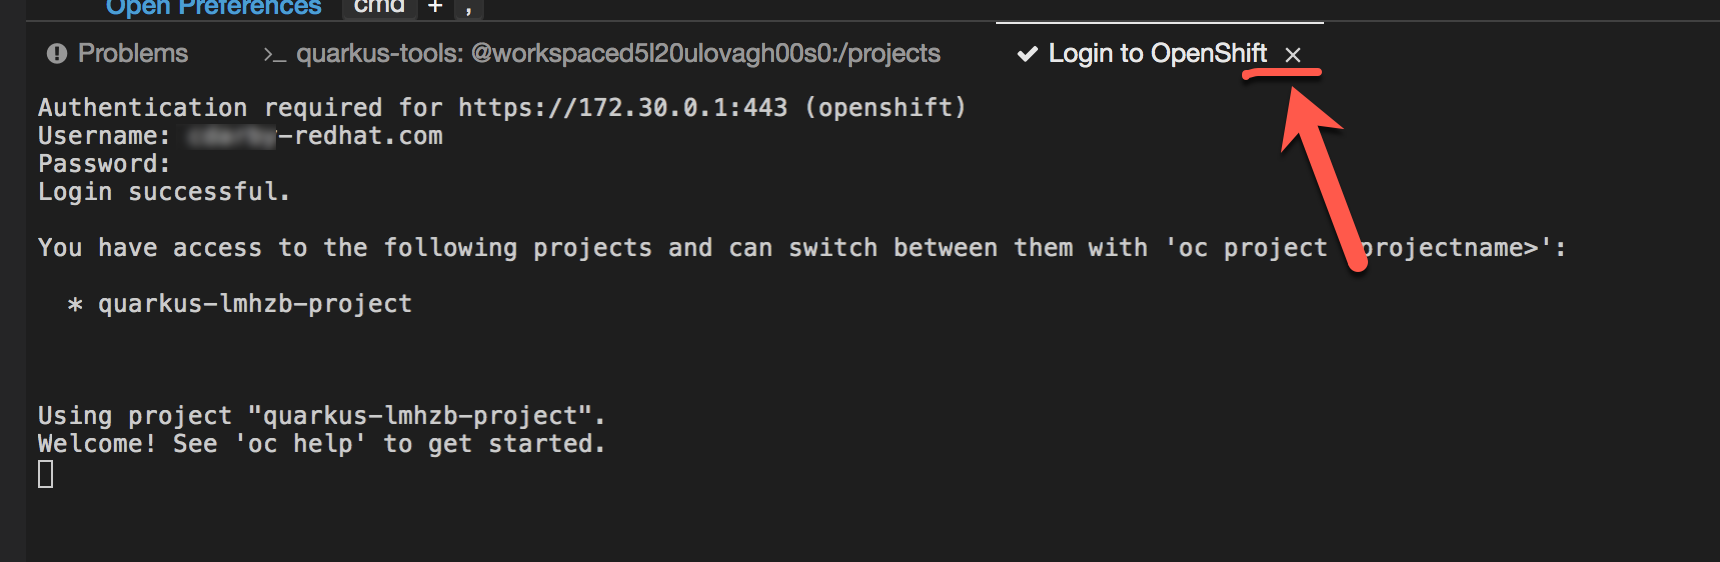 Open Preferences cmd + ,
Problems
>_ quarkus-tools: @workspaced5l20ulovagh00s0:/projects
Login to OpenShift ×
Authentication required for https://172.30.0.1:443 (openshift)
Username: -redhat.com
Password:
Login successful.
You have access to the following projects and can switch between them with 'oc project projectname>':
* quarkus-lmhzb-project
Using project "quarkus-lmhzb-project".
Welcome! See 'oc help' to get started.